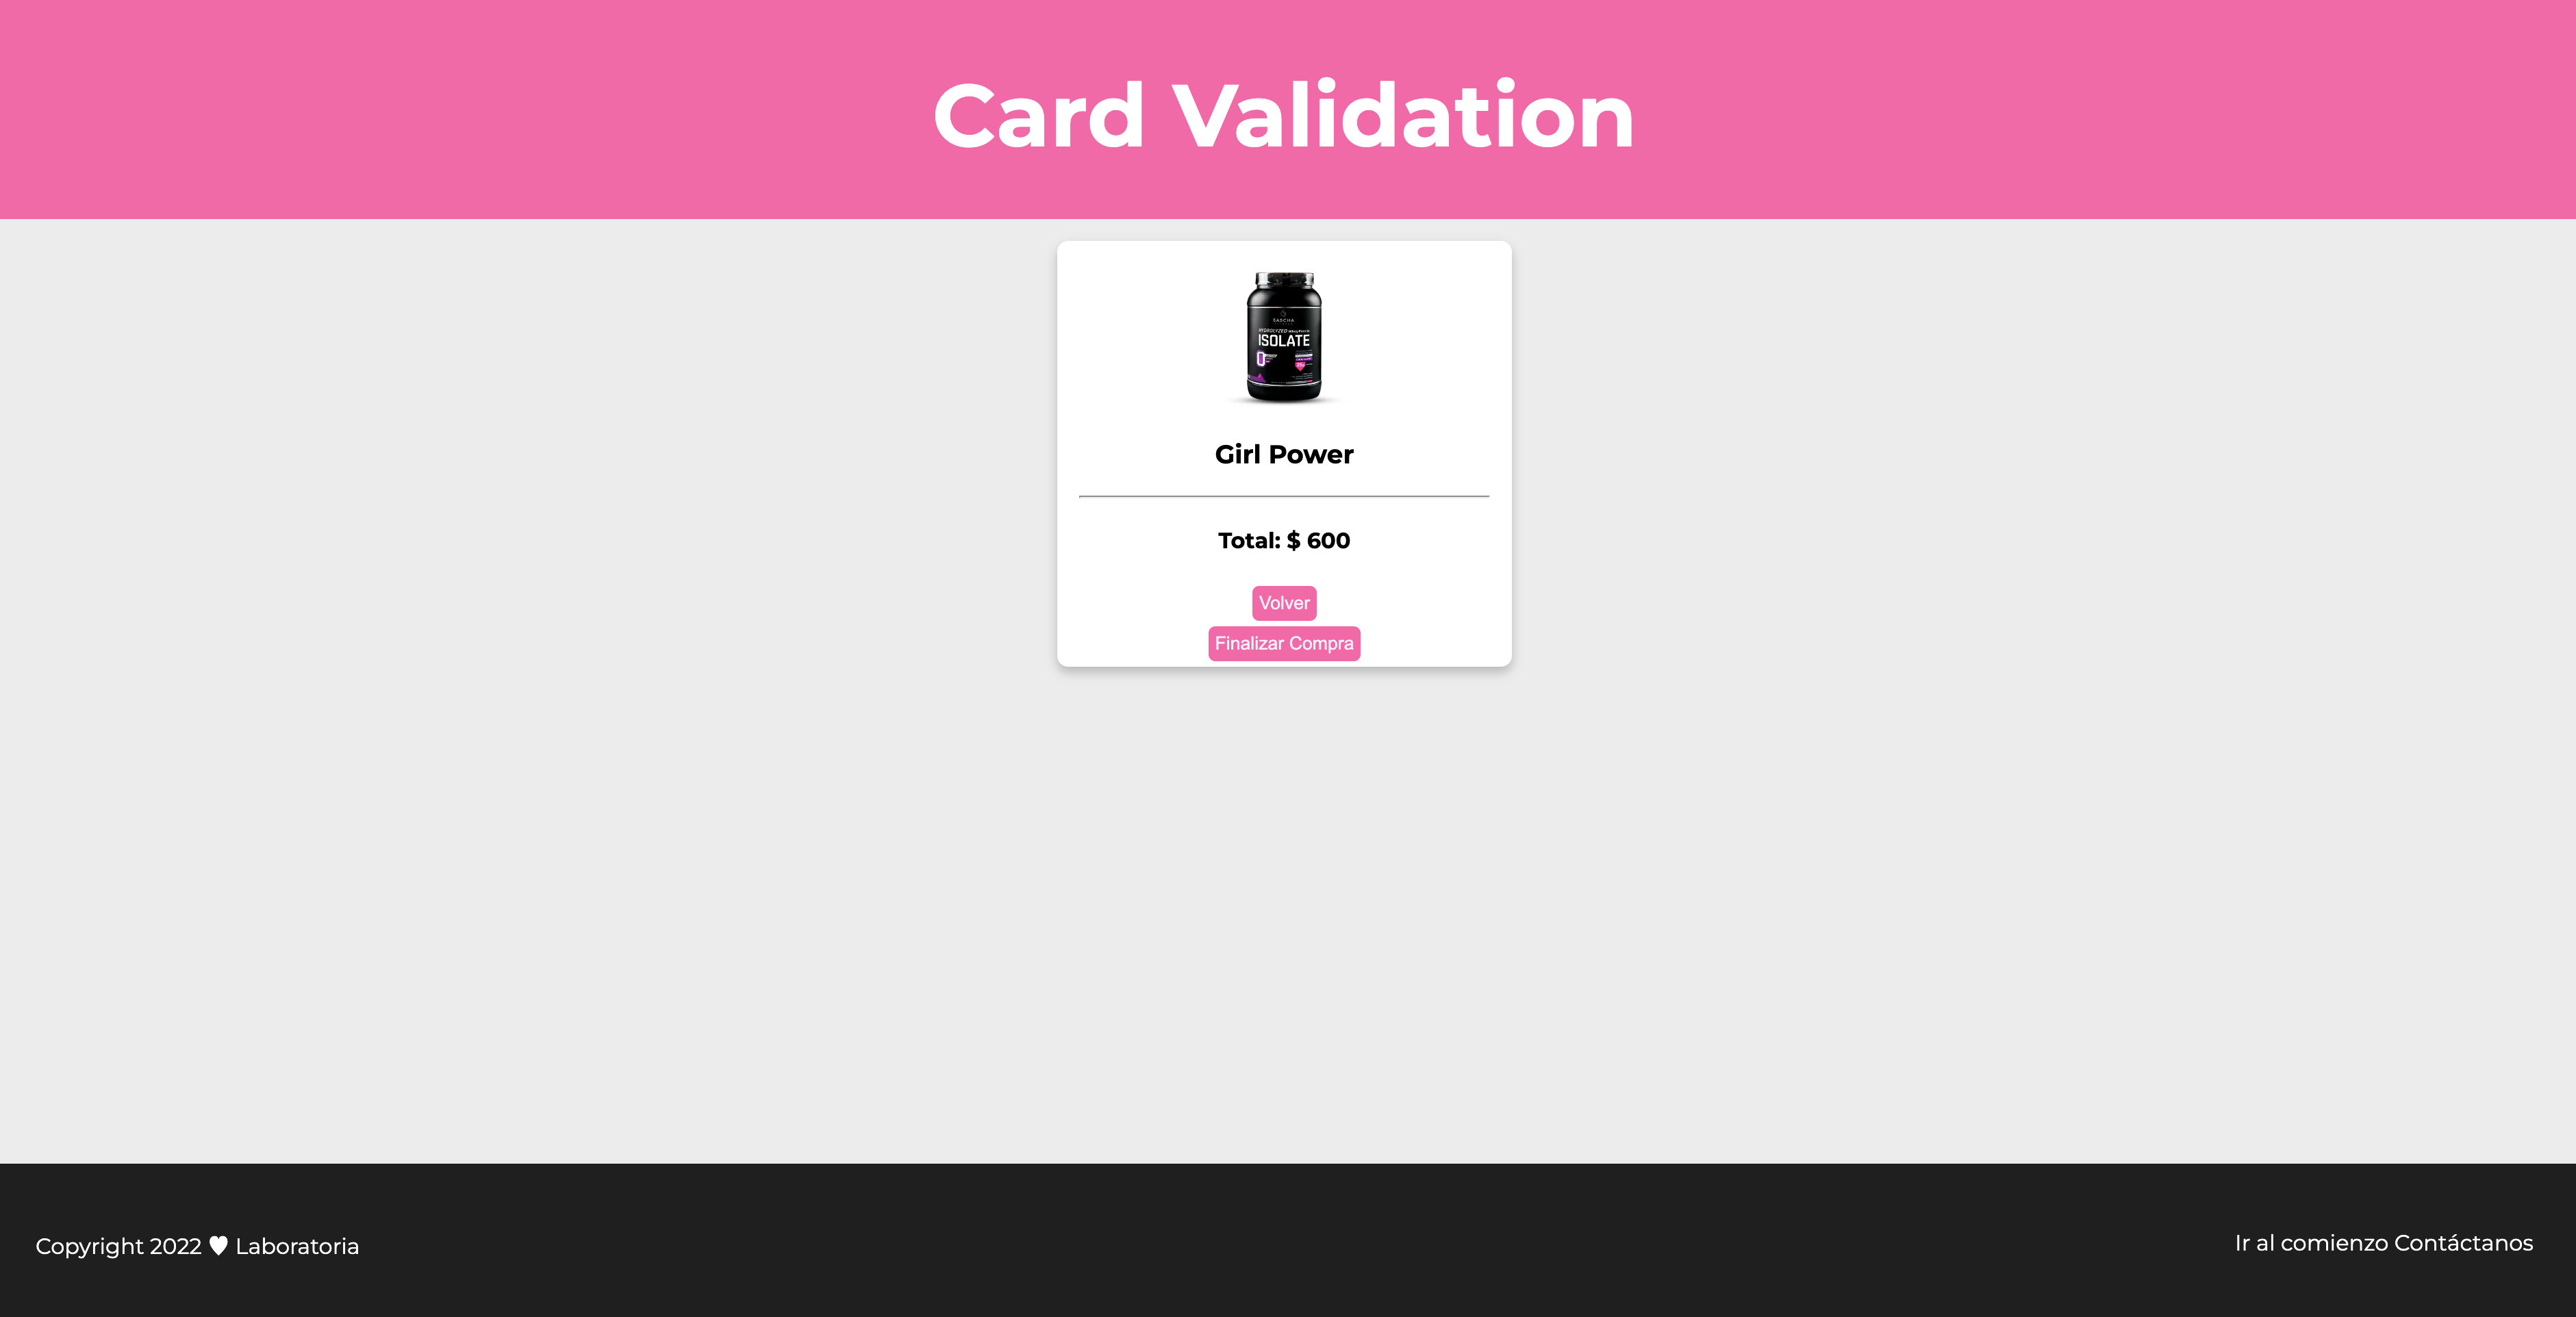 Card Validation
SASCHA
HYDROLYZED
ISOLATE
0
Girl Power
Total: $ 600
Volver
Finalizar Compra
Copyright 2022 ♥ Laboratoria
Ir al comienzo Contáctanos